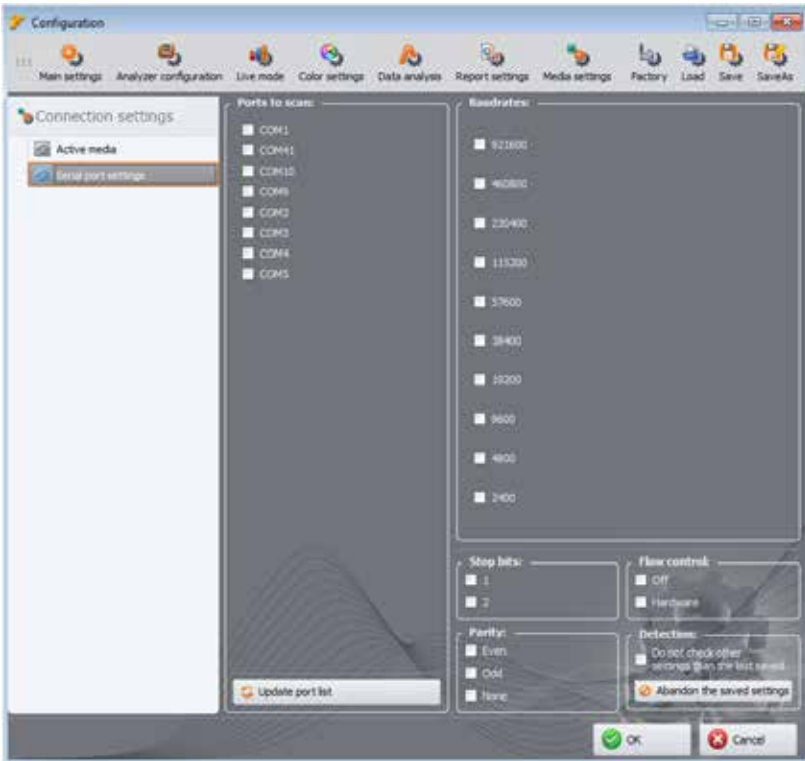 Configuration
Main settings Analyzer configuration Live mode Color settings Data analysis Report settings Media settings Factory Load Save SaveAs
Connection settings
Active media
Serial port settings
Ports to scan:
COM1
COM41
COM10
COM2
COM3
COM4
COM5
Update port list
Baudrates:
921600
460800
230400
115200
57600
38400
19200
9600
4800
2400
Stop bits:
1
2
Flow control:
Off
Hardware
Parity:
Even
Odd
None
Detection:
Do not check other
settings than the last saved
Abandon the saved settings
OK
Cancel